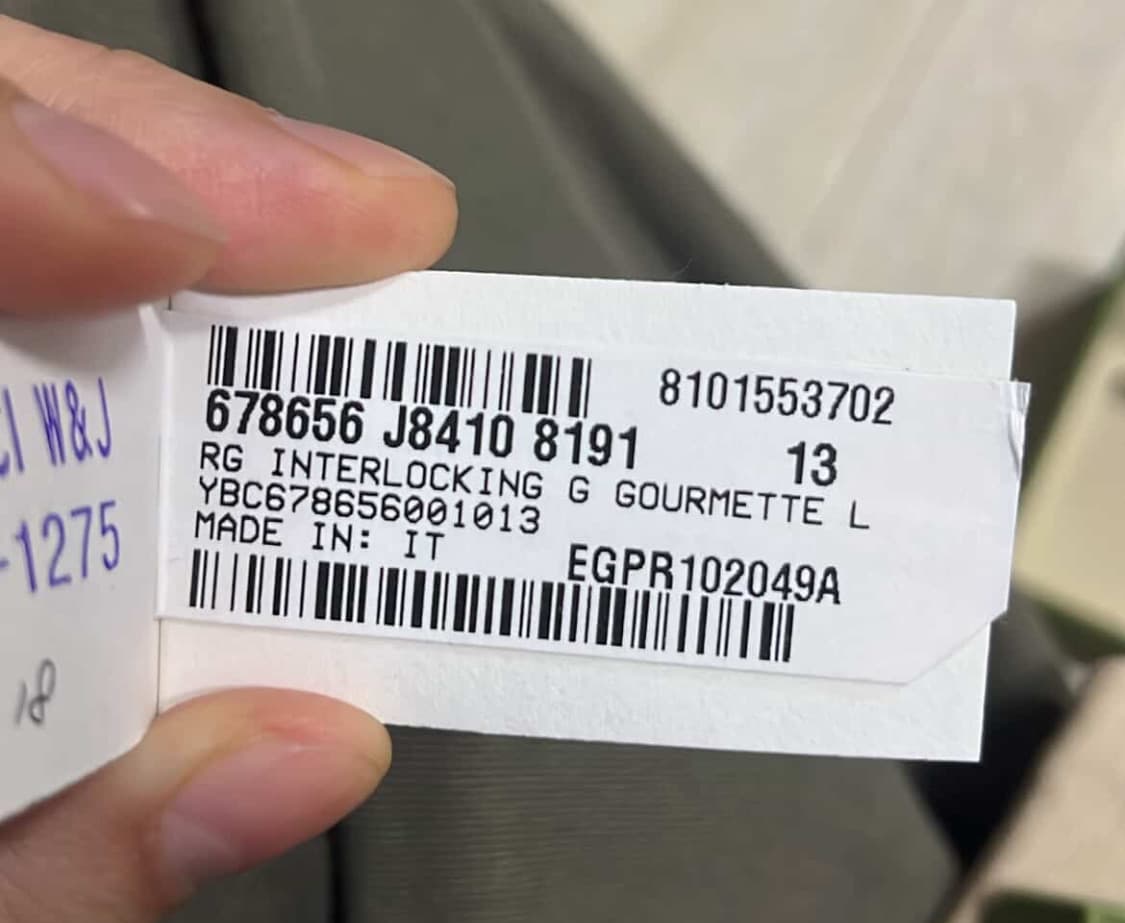 W&J
-1275
18
8101553702
678656 J8410 8191
13
RG INTERLOCKING G GOURMETTE L
YBC678656001013
MADE IN: IT
EGPR102049A